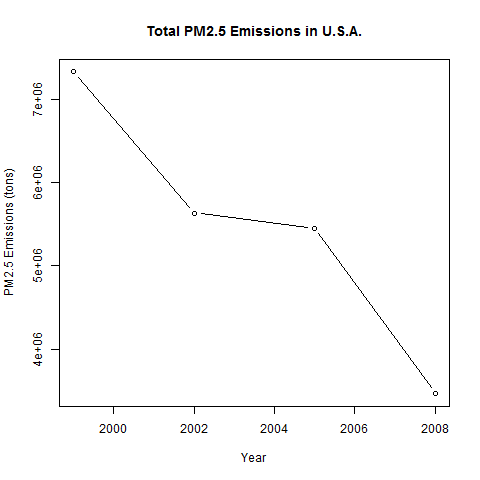 Total PM2.5 Emissions in U.S.A.
7e+06
6e+06
5e+06
4e+06
PM2.5 Emissions (tons)
2000 2002 2004 2006 2008
Year